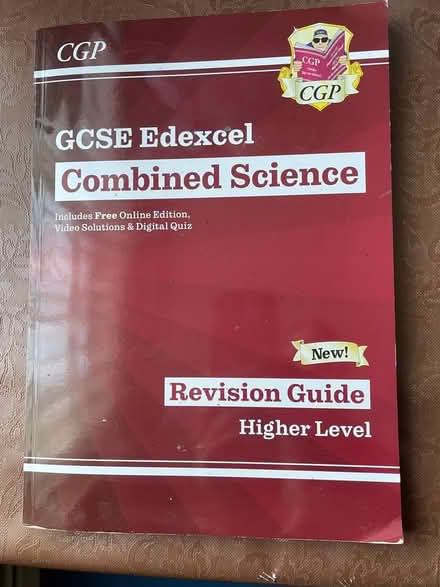 CGP
CGP
CGP
GCSE Edexcel
Combined Science
Includes Free Online Edition,
Video Solutions & Digital Quiz
New!
Revision Guide
Higher Level